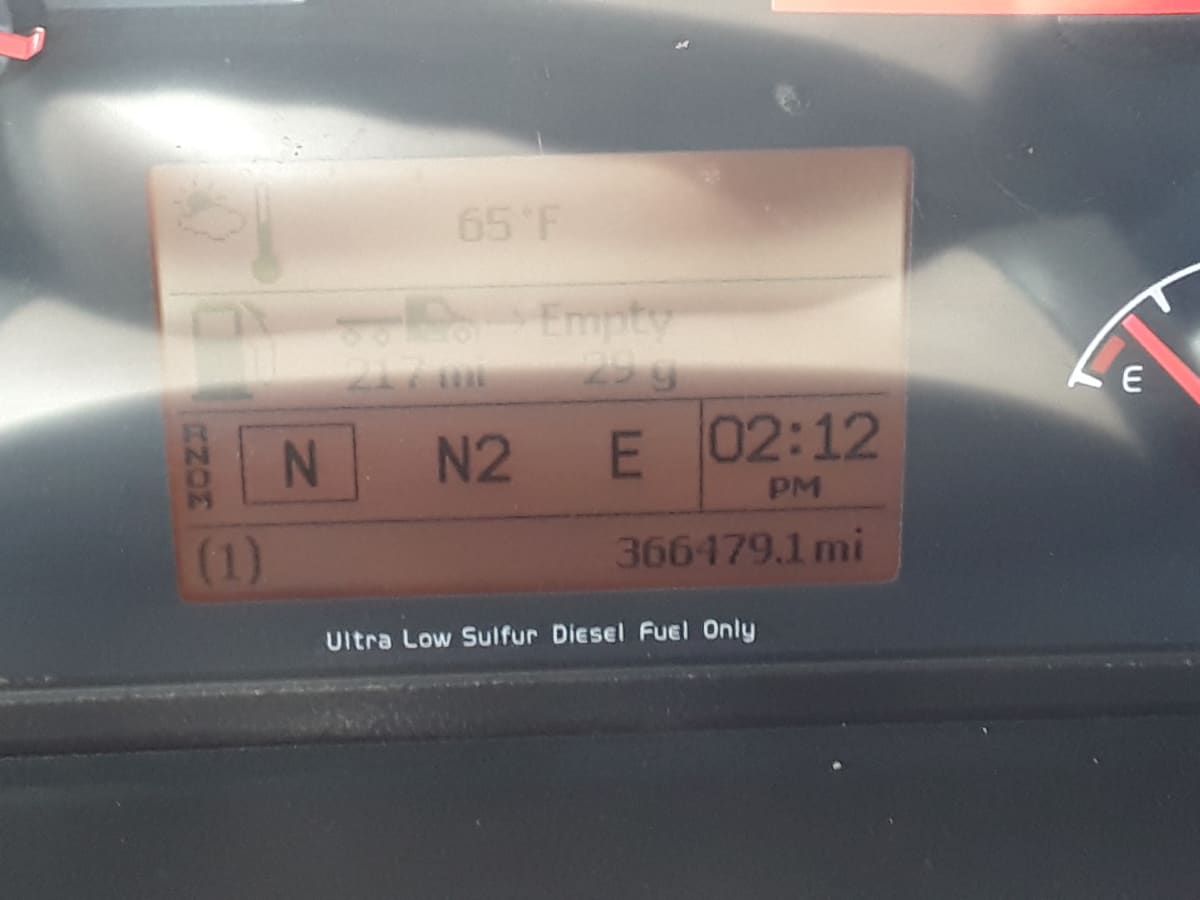 65°F
Empty
217 mi 29 g
R
N
D
M
N N2 E 02:12
PM
(1) 366479.1 mi
E
Ultra Low Sulfur Diesel Fuel Only